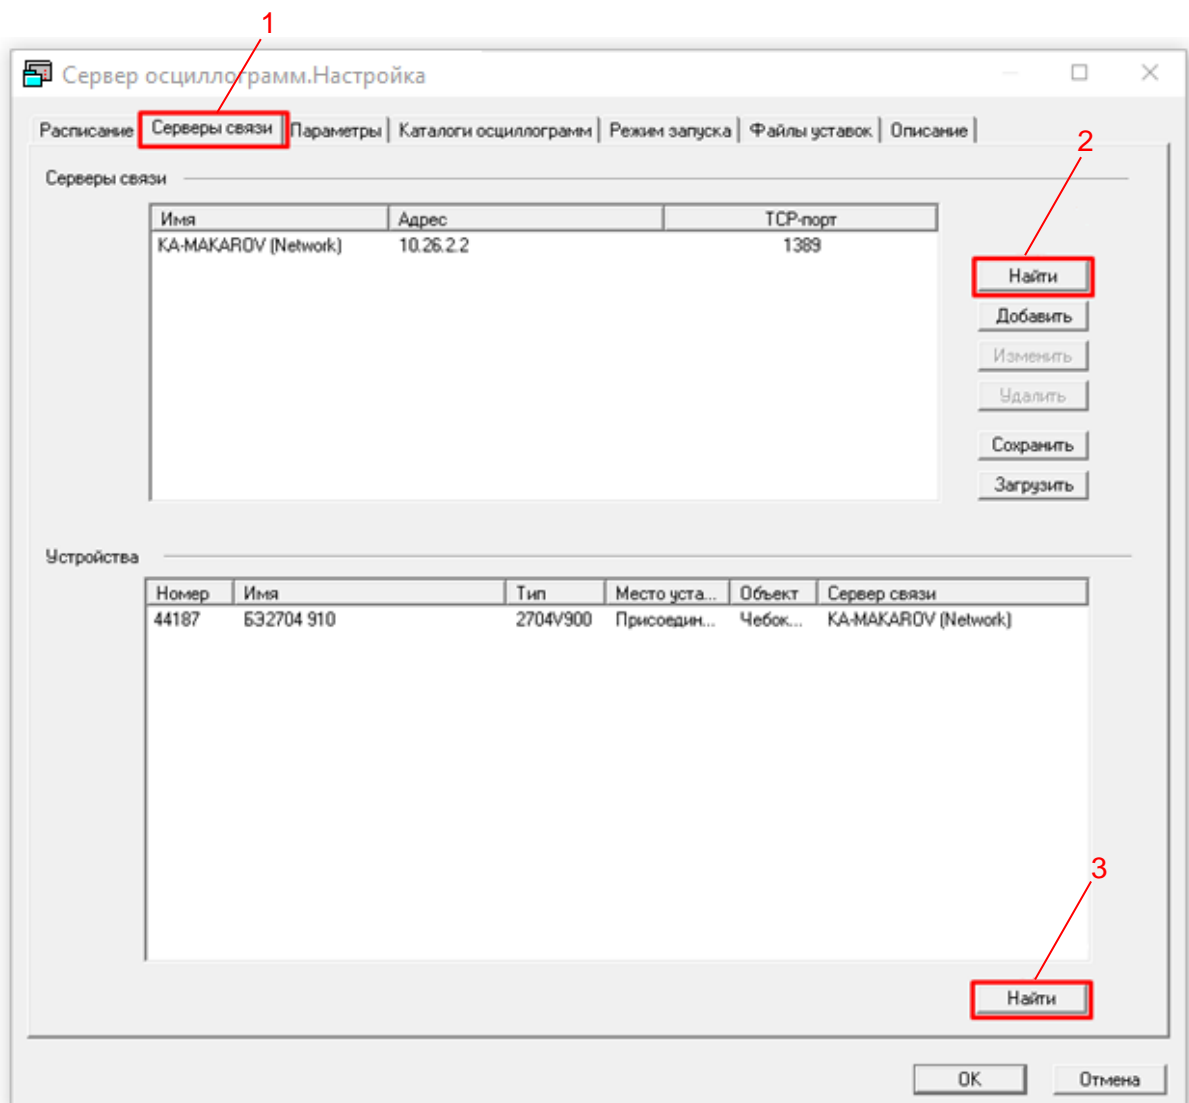 1
Сервер осциллограмм.Настройка
Расписание Серверы связи Параметры Каталоги осциллограмм Режим запуска Файлы уставок Описание
2
Серверы связи
Имя Адрес TCP-порт
KA-MAKAROV (Network) 10.26.2.2 1389
Найти
Добавить
Изменить
Удалить
Сохранить
Загрузить
Устройства
Номер Имя Тип Место уста... Объект Сервер связи
44187 БЭ2704 910 2704V900 Присоедин... Чебок... KA-MAKAROV (Network)
3
Найти
OK Отмена